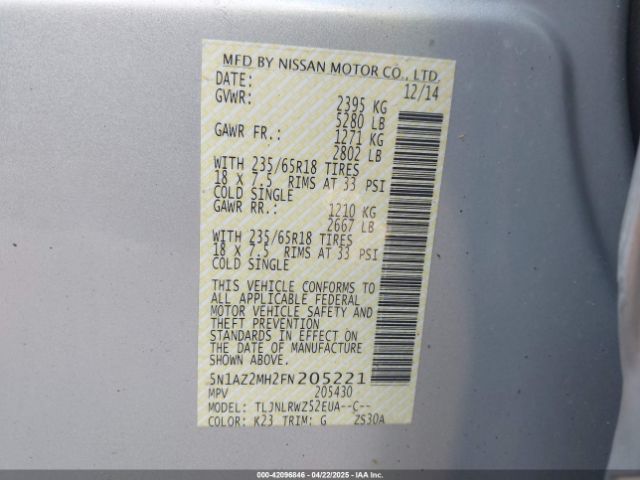 MFD BY NISSAN MOTOR CO., LTD.
DATE: 12/14
GVWR: 2395 KG
5280 LB
GAWR FR.: 1271 KG
2802 LB
WITH 235/65R18 TIRES
18 X 7.5 RIMS AT 33 PSI
COLD SINGLE
GAWR RR.: 1210 KG
2667 LB
WITH 235/65R18 TIRES
18 X 7.5 RIMS AT 33 PSI
COLD SINGLE
THIS VEHICLE CONFORMS TO
ALL APPLICABLE FEDERAL
MOTOR VEHICLE SAFETY AND
THEFT PREVENTION
STANDARDS IN EFFECT ON THE
DATE OF MANUFACTURE
SHOWN ABOVE.
5N1AZ2MH2FN205221
MPV 205430
MODEL: TLJNLRWZ52EUA--C--
COLOR: K23 TRIM: G 2S30A
000-42096846 - 04/22/2025 - IAAI.COM